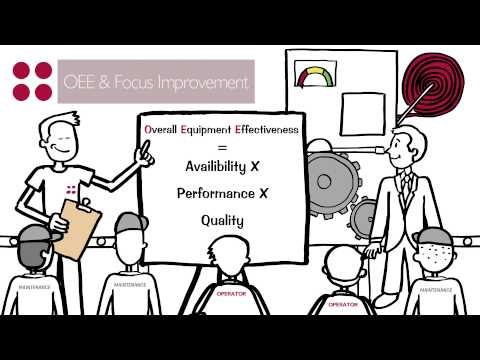 OEE & Focus Improvement
Overall Equipment Effectiveness
=
Availibility X
Performance X
Quality
MAINTENANCE
MAINTENANCE
OPERATOR
OPERATOR
MAINTENANCE